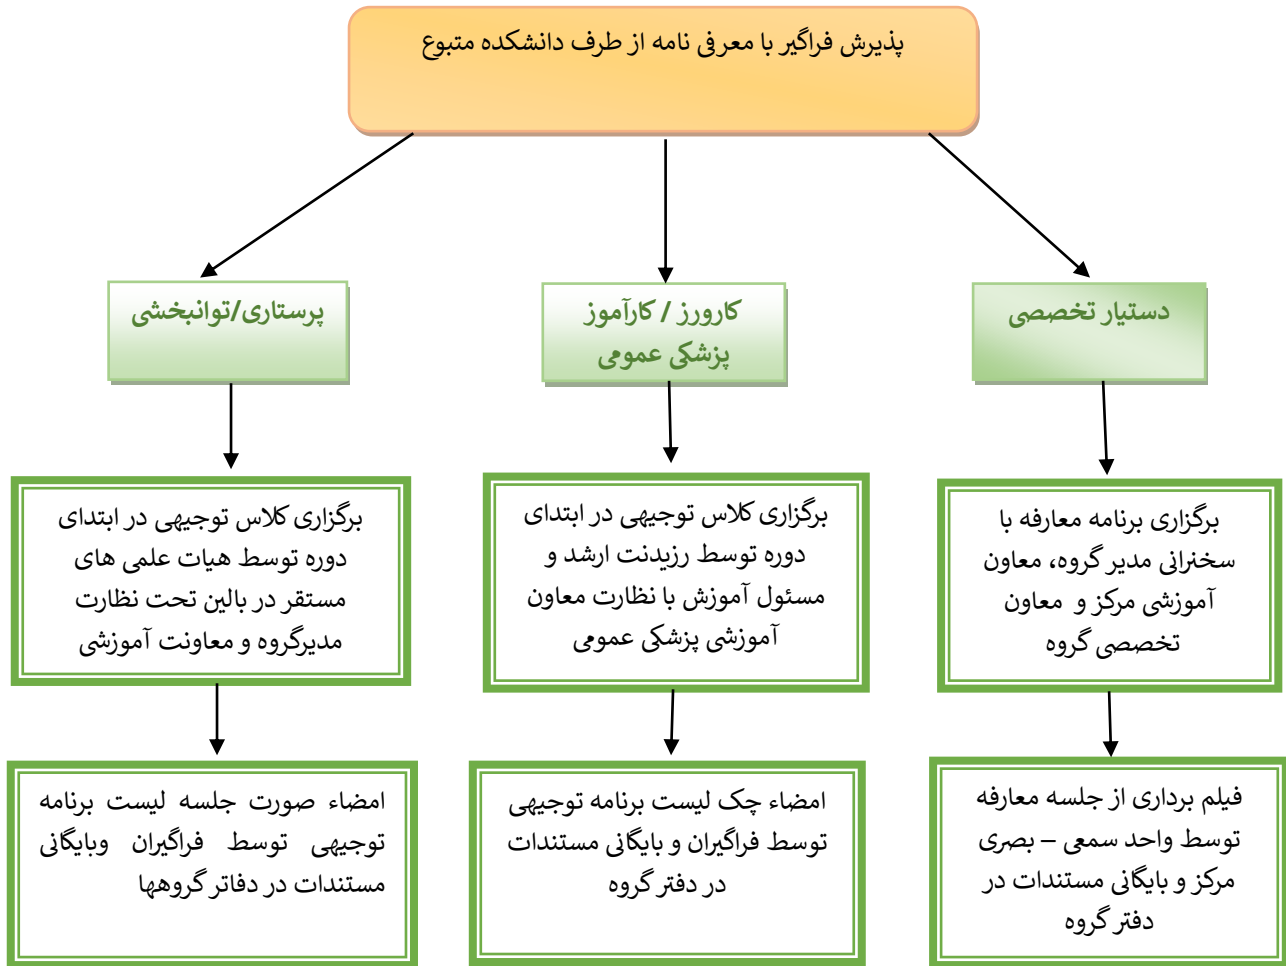 پذیرش فراگیر با معرفی نامه از طرف دانشکده متبوع
دستیار تخصصی
کارورز / کارآموز
پزشکی عمومی
پرستاری/توانبخشی
برگزاری برنامه معارفه با
سخنرانی مدیر گروه، معاون
آموزشی مرکز و معاون
تخصصی گروه
برگزاری کلاس توجیهی در ابتدای
دوره توسط رزیدنت ارشد و
مسئول آموزش با نظارت معاون
آموزشی پزشکی عمومی
برگزاری کلاس توجیهی در ابتدای
دوره توسط هیات علمی های
مستقر در بالین تحت نظارت
مدیرگروه و معاونت آموزشی
فیلم برداری از جلسه معارفه
توسط واحد سمعی – بصری
مرکز و بایگانی مستندات در
دفتر گروه
امضاء چک لیست برنامه توجیهی
توسط فراگیران و بایگانی مستندات
در دفتر گروه
امضاء صورت جلسه لیست برنامه
توجیهی توسط فراگیران وبایگانی
مستندات در دفاتر گروهها